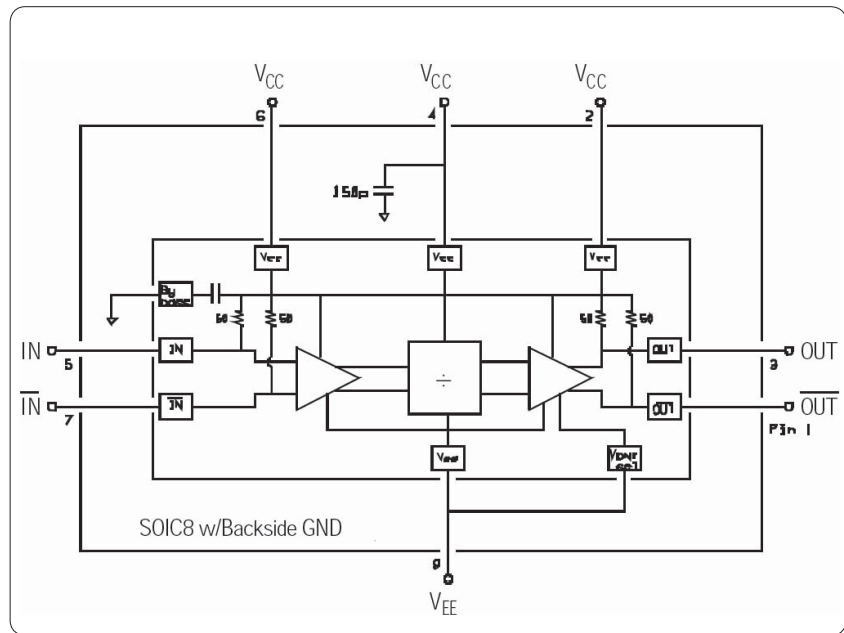 VCC VCC VCC
6 4 2
150p
VCC VCC VCC
By pass
50 50 50 50
IN IN OUT OUT
5 3
÷
IN IN OUT OUT
7 Pin 1
VEE
SOIC8 w/Backside GND
VEE